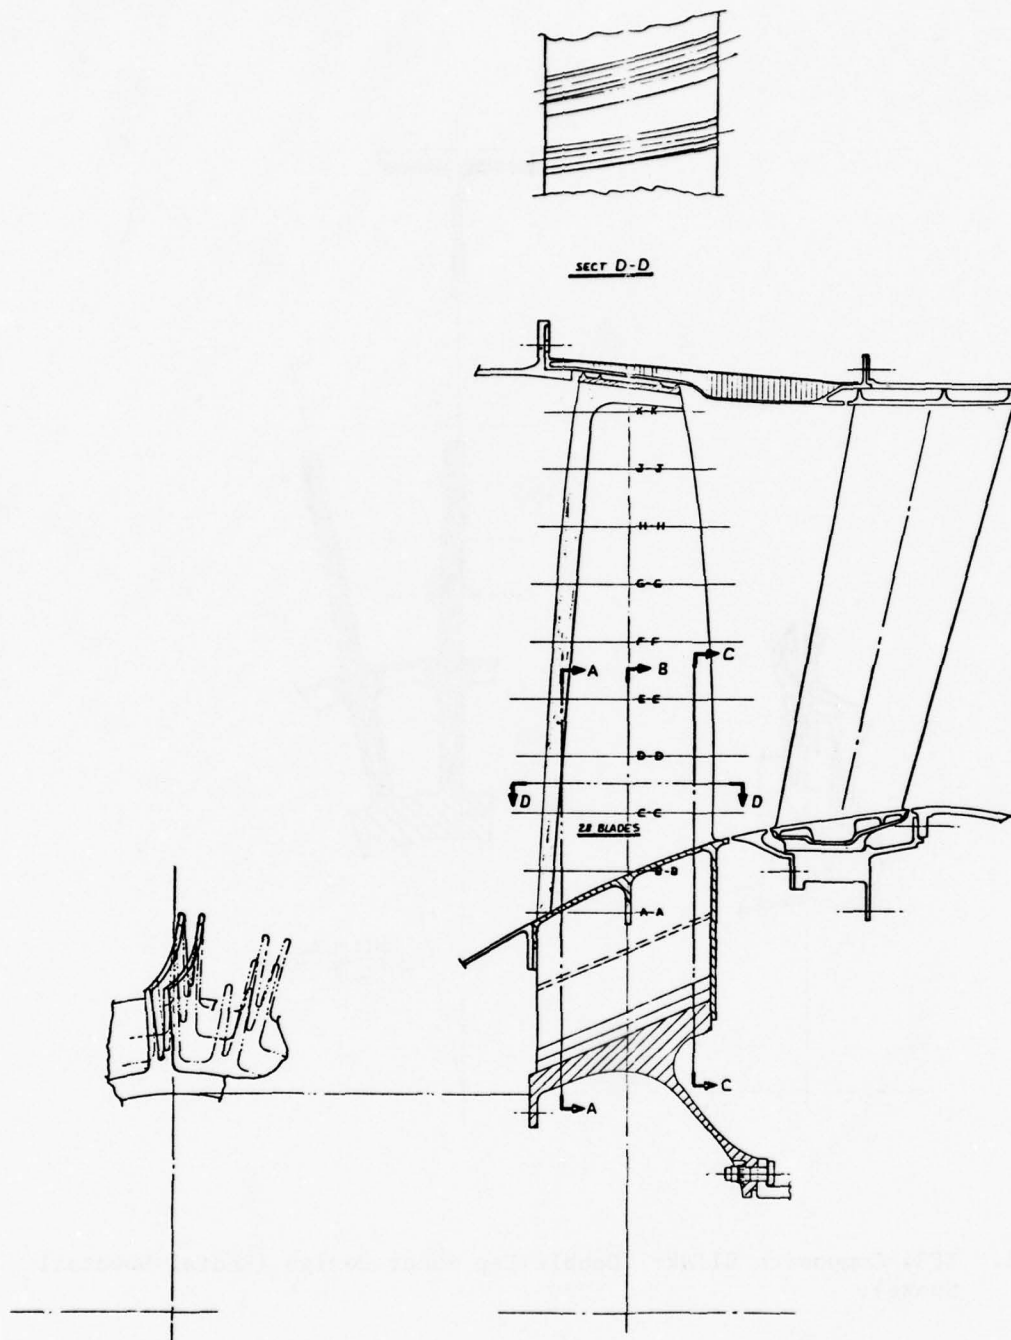 SECT D-D
K-K
J-J
H-H
G-G
F-F
C
A
B
E-E
D-D
D
D
C-C
28 BLADES
B-B
A-A
C
A